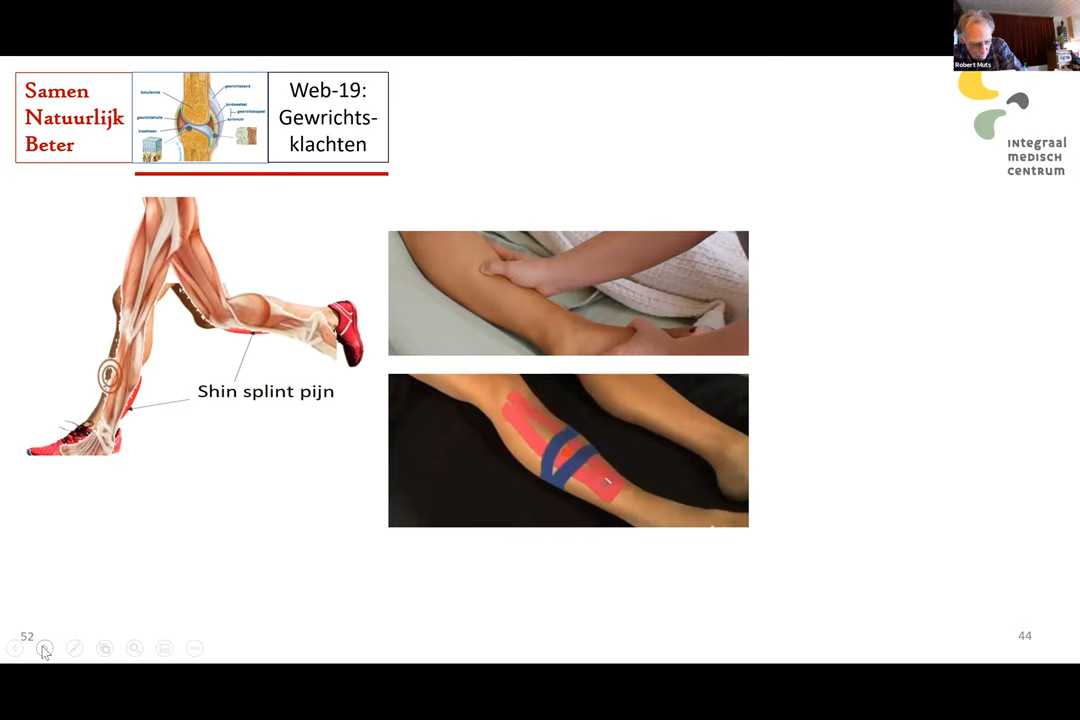 Robert Muts
Samen
Natuurlijk
Beter
Web-19:
Gewrichts-
klachten
integraal
medisch
centrum
Shin splint pijn
52
44